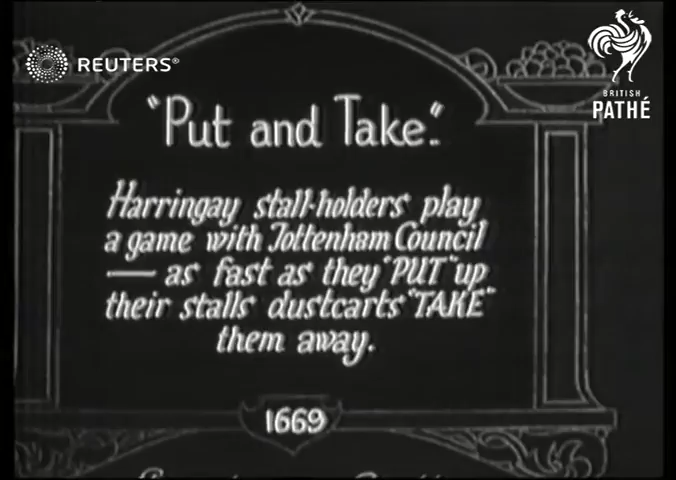 REUTERS®
BRITISH
PATHÉ
"Put and Take".
Harringay stall-holders play
a game with Tottenham Council
— as fast as they "PUT" up
their stalls dustcarts "TAKE"
them away.
1669